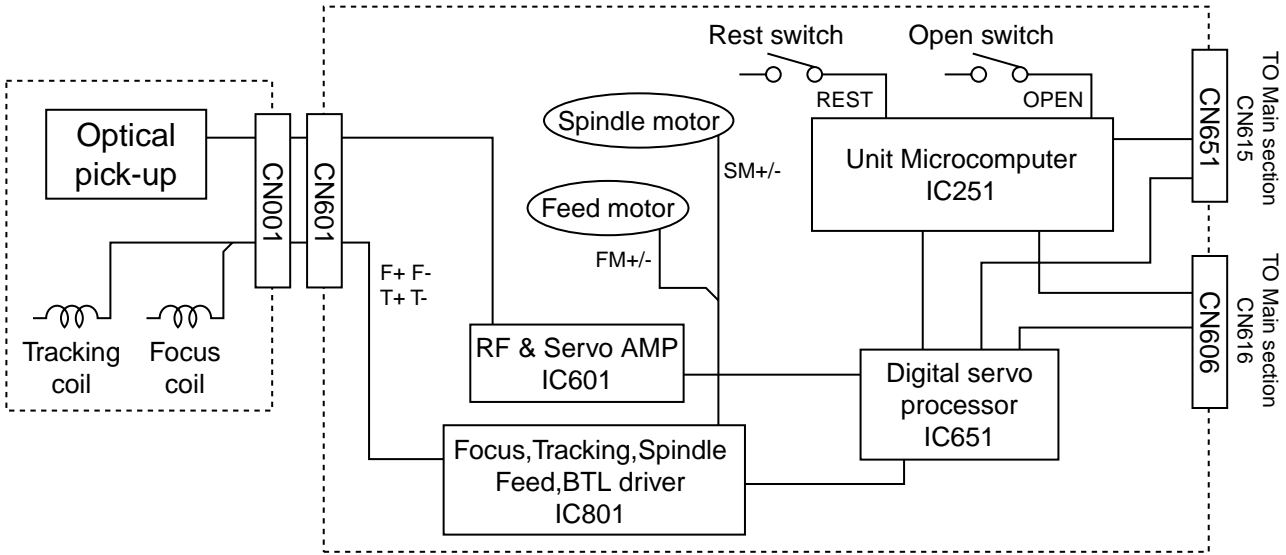 Rest switch
Open switch
REST
OPEN
CN651
TO Main section
CN615
Optical
pick-up
CN001
CN601
Spindle motor
SM+/-
Unit Microcomputer
IC251
Feed motor
FM+/-
F+ F-
T+ T-
CN606
TO Main section
CN616
Tracking
coil
Focus
coil
RF & Servo AMP
IC601
Digital servo
processor
IC651
Focus,Tracking,Spindle
Feed,BTL driver
IC801